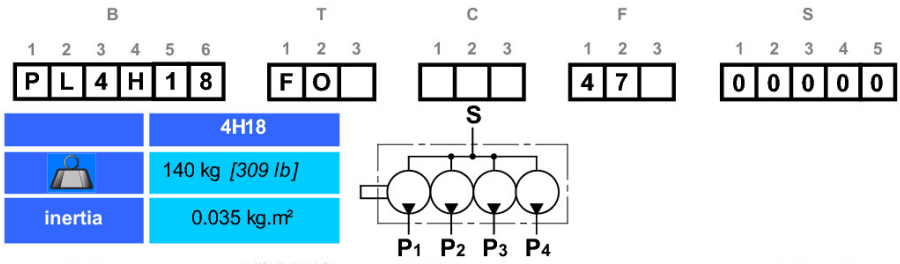 B T C F S
1 2 3 4 5 6 1 2 3 1 2 3 1 2 3 1 2 3 4 5
P L 4 H 1 8 F O 4 7 0 0 0 0 0
4H18
140 kg [309 lb]
inertia 0.035 kg.m²
S
P1 P2 P3 P4